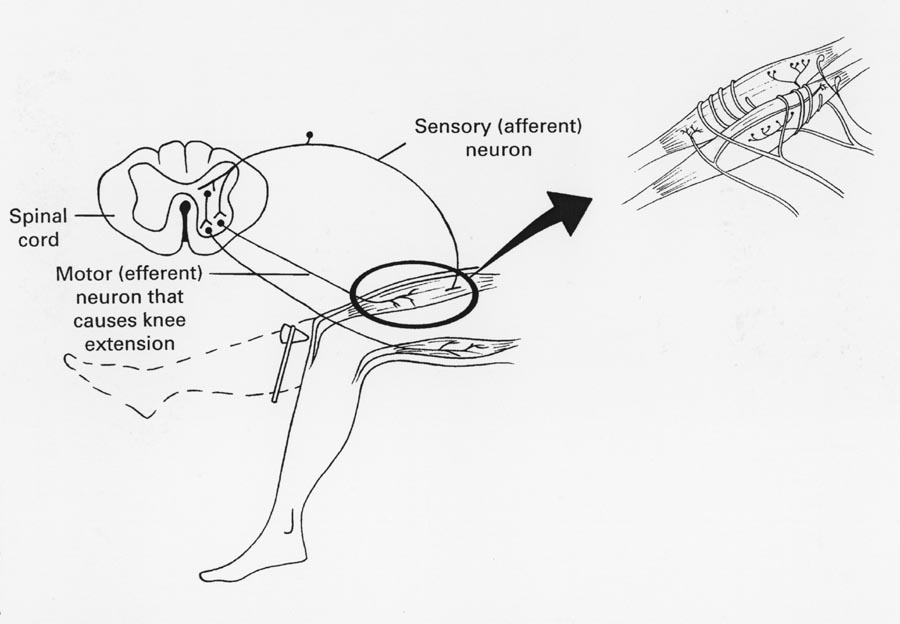 Sensory (afferent)
neuron
Spinal
cord
Motor (efferent)
neuron that
causes knee
extension